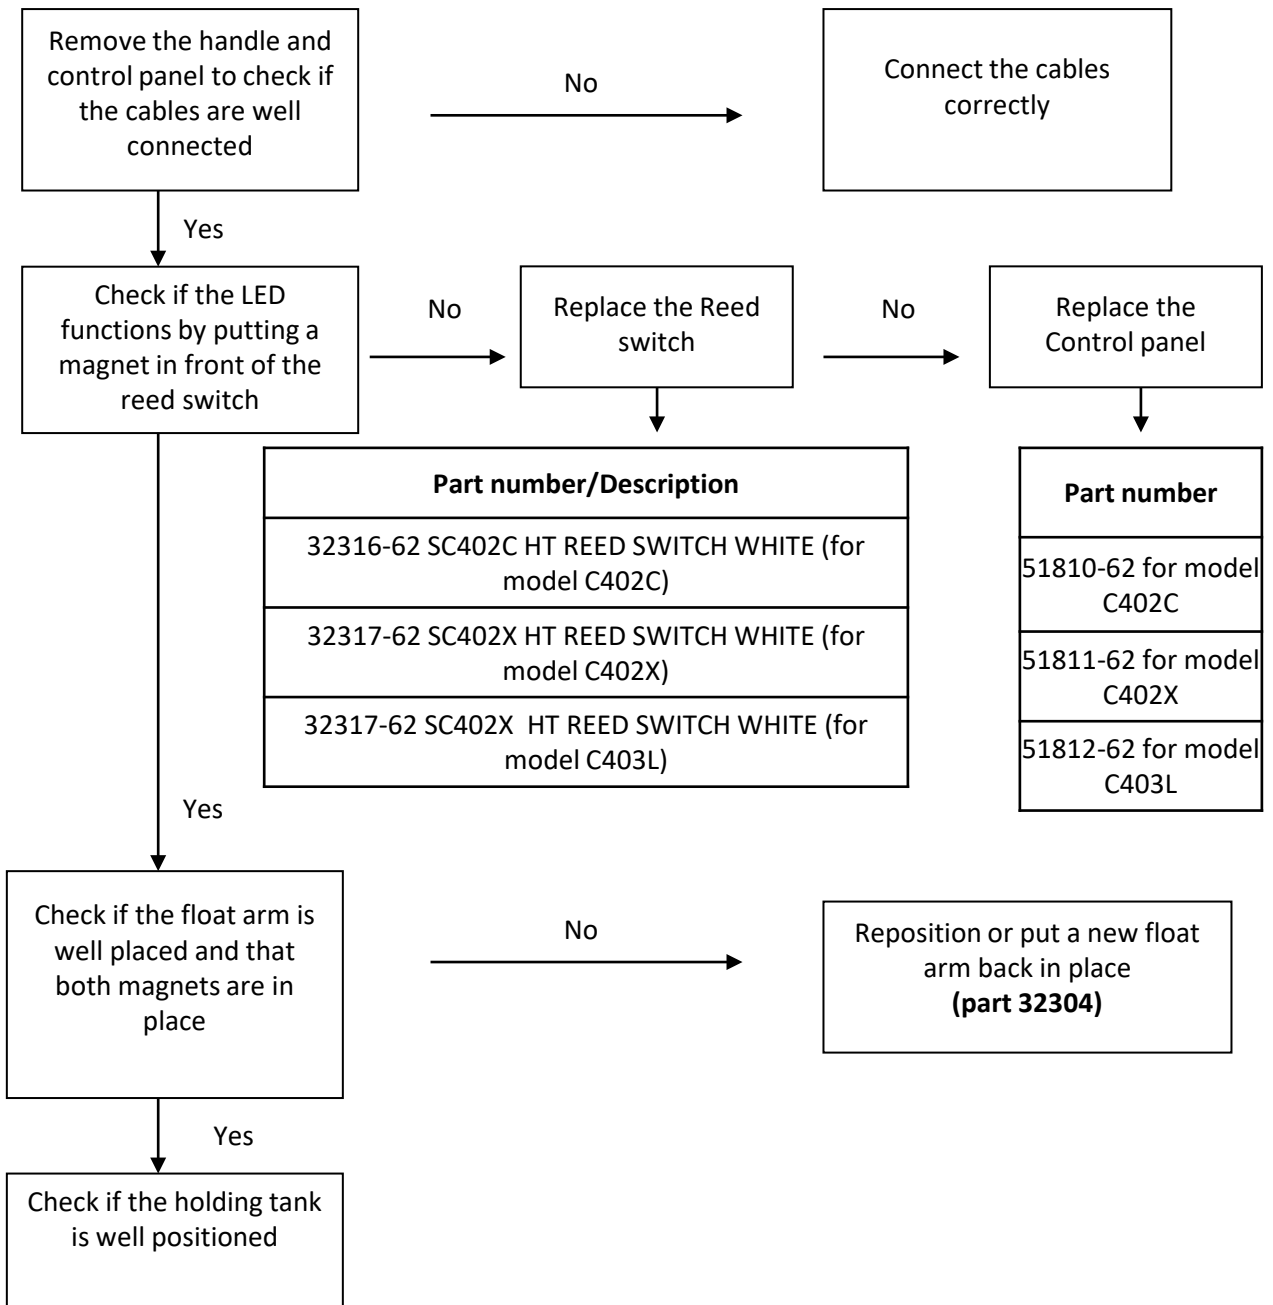 Remove the handle and
control panel to check if
the cables are well
connected
No
Connect the cables
correctly
Yes
Check if the LED
functions by putting a
magnet in front of the
reed switch
No
Replace the Reed
switch
No
Replace the
Control panel
Part number/Description
32316-62 SC402C HT REED SWITCH WHITE (for
model C402C)
32317-62 SC402X HT REED SWITCH WHITE (for
model C402X)
32317-62 SC402X  HT REED SWITCH WHITE (for
model C403L)
Part number
51810-62 for model
C402C
51811-62 for model
C402X
51812-62 for model
C403L
Yes
Check if the float arm is
well placed and that
both magnets are in
place
No
Reposition or put a new float
arm back in place
(part 32304)
Yes
Check if the holding tank
is well positioned